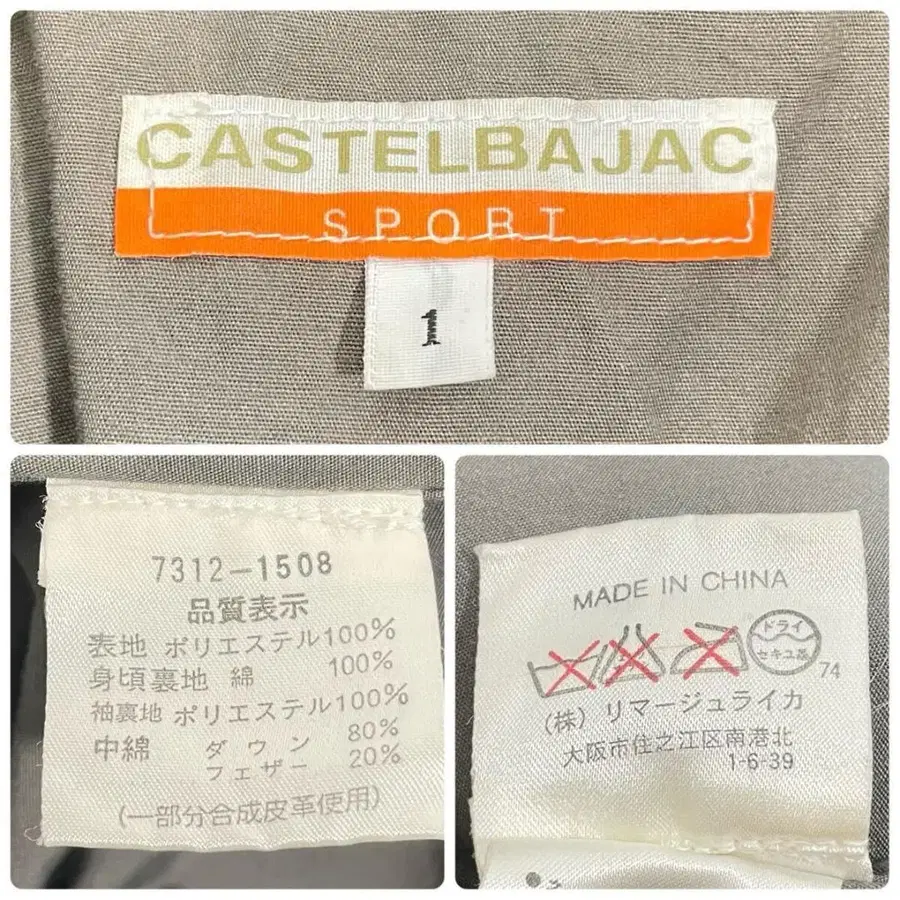 CASTELBAJAC
SPORT
1
7312-1508
品質表示
表地 ポリエステル100%
身頃裏地 綿 100%
袖裏地 ポリエステル100%
中綿 ダウン 80%
フェザー 20%
(一部分合成皮革使用)
MADE IN CHINA
ドライ
セキユ系
74
(株) リマージュライカ
大阪市住之江区南港北
1-6-39